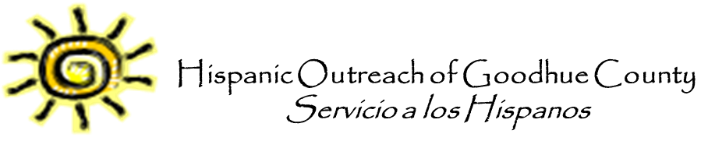 Hispanic Outreach of Goodhue County
Servicio a los Hispanos